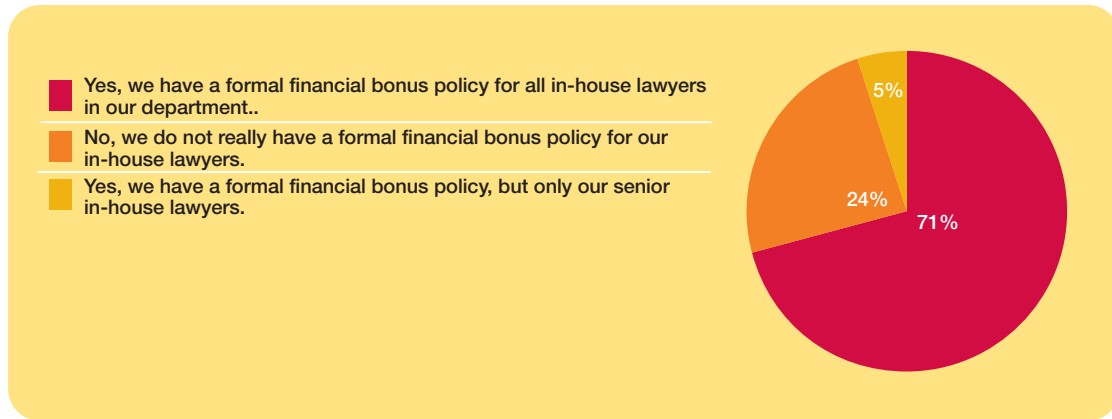 Yes, we have a formal financial bonus policy for all in-house lawyers
in our department..
No, we do not really have a formal financial bonus policy for our
in-house lawyers.
Yes, we have a formal financial bonus policy, but only our senior
in-house lawyers.
5%
24%
71%